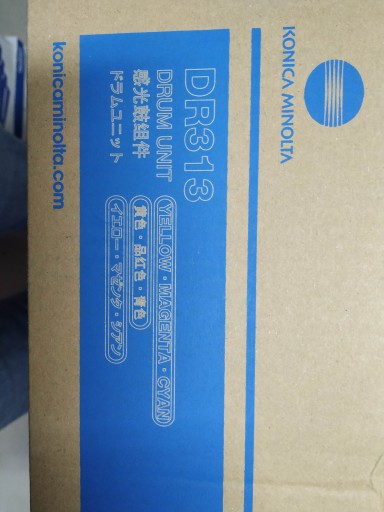 KONICA MINOLTA
DR313
DRUM UNIT
感光鼓组件
ドラムユニット
YELLOW・MAGENTA・CYAN
黄色・品红色・青色
イエロー・マゼンタ・シアン
konicaminolta.com